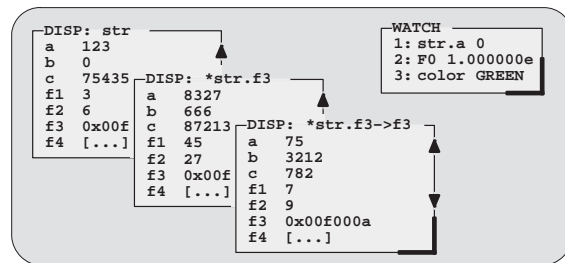 DISP: str
a 123
b 0
c 75435
f1 3
f2 6
f3 0x00f
f4 [...]
DISP: *str.f3
a 8327
b 666
c 87213
f1 45
f2 27
f3 0x00f
f4 [...]
DISP: *str.f3->f3
a 75
b 3212
c 782
f1 7
f2 9
f3 0x00f000a
f4 [...]
WATCH
1: str.a 0
2: F0 1.000000e
3: color GREEN